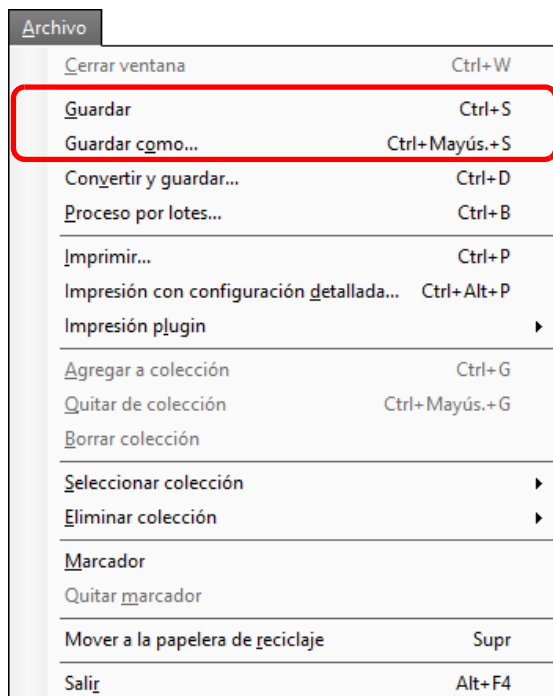 Archivo
Cerrar ventana Ctrl+W
Guardar Ctrl+S
Guardar como... Ctrl+Mayús.+S
Convertir y guardar... Ctrl+D
Proceso por lotes... Ctrl+B
Imprimir... Ctrl+P
Impresión con configuración detallada... Ctrl+Alt+P
Impresión plugin
Agregar a colección Ctrl+G
Quitar de colección Ctrl+Mayús.+G
Borrar colección
Seleccionar colección
Eliminar colección
Marcador
Quitar marcador
Mover a la papelera de reciclaje Supr
Salir Alt+F4